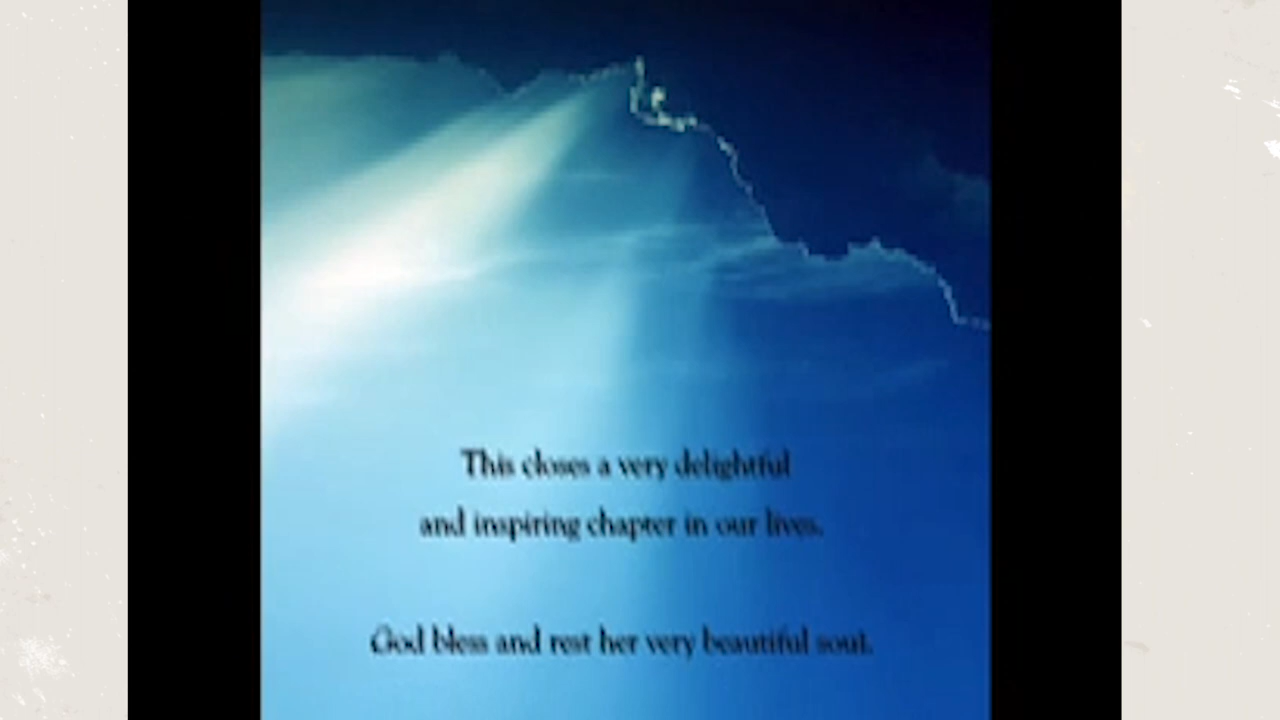 This closes a very delightful
and inspiring chapter in our lives.
God bless and rest her very beautiful soul.